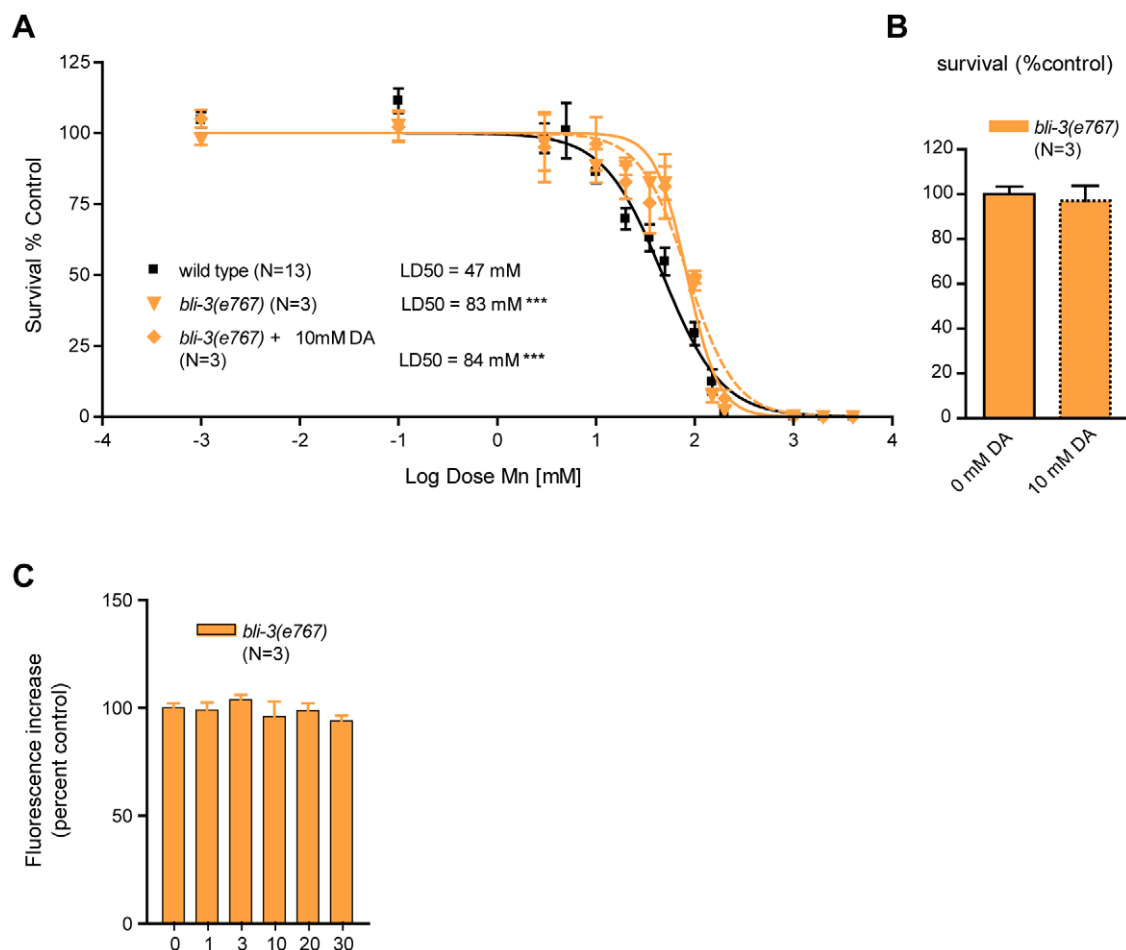 A
125
100
75
50
25
0
Survival % Control
-4
-3
-2
-1
0
1
2
3
4
Log Dose Mn [mM]
wild type (N=13)
LD50 = 47 mM
bli-3(e767) (N=3)
LD50 = 83 mM ***
bli-3(e767) + 10mM DA
(N=3)
LD50 = 84 mM ***
B
survival (%control)
bli-3(e767)
(N=3)
120
100
80
60
40
20
0
0 mM DA
10 mM DA
C
150
100
50
0
Fluorescence increase
(percent control)
bli-3(e767)
(N=3)
0
1
3
10
20
30